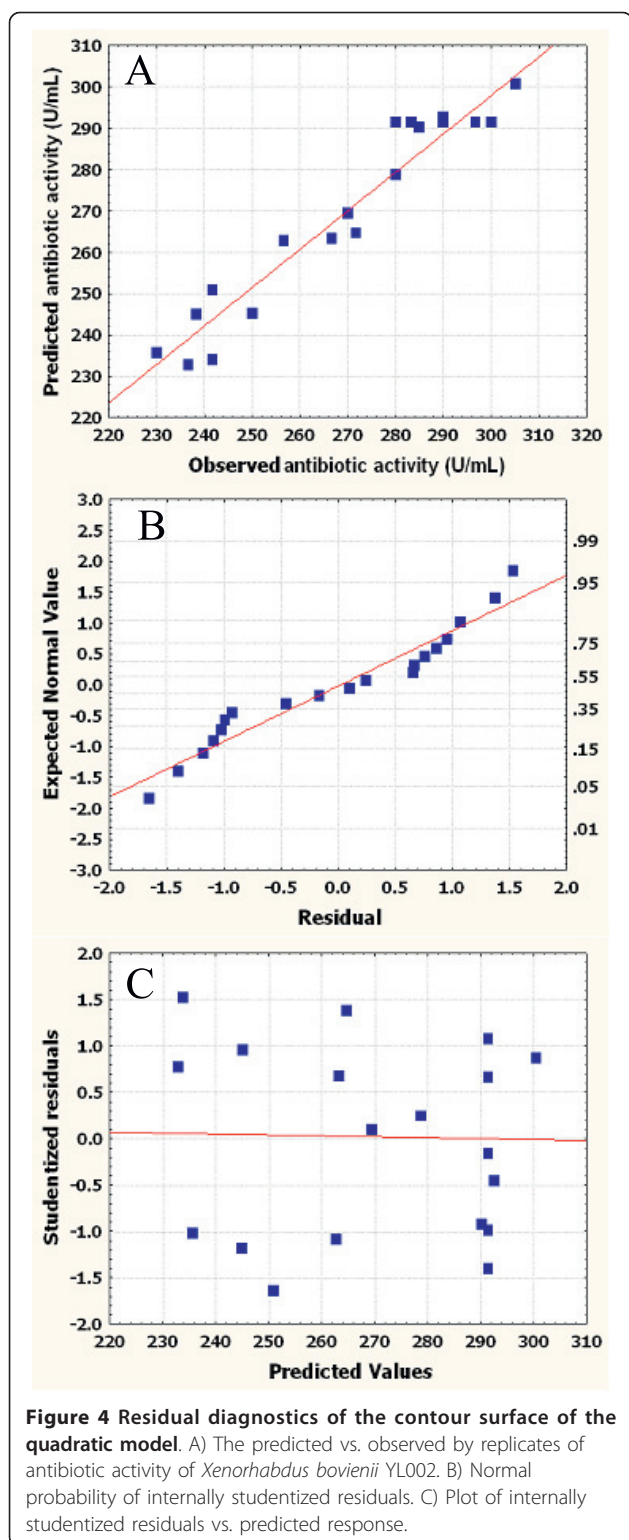 A
310
300
290
280
270
260
250
240
230
220
Predicted antibiotic activity (U/mL)
220 230 240 250 260 270 280 290 300 310 320
Observed antibiotic activity (U/mL)
B
3.0
2.5
2.0
1.5
1.0
0.5
0.0
-0.5
-1.0
-1.5
-2.0
-2.5
-3.0
Expected Normal Value
.99
.95
.75
.55
.35
.15
.05
.01
-2.0 -1.5 -1.0 -0.5 0.0 0.5 1.0 1.5 2.0
Residual
C
2.0
1.5
1.0
0.5
0.0
-0.5
-1.0
-1.5
-2.0
Studentized residuals
220 230 240 250 260 270 280 290 300 310
Predicted Values
Figure 4 Residual diagnostics of the contour surface of the
quadratic model. A) The predicted vs. observed by replicates of
antibiotic activity of Xenorhabdus bovienii YL002. B) Normal
probability of internally studentized residuals. C) Plot of internally
studentized residuals vs. predicted response.